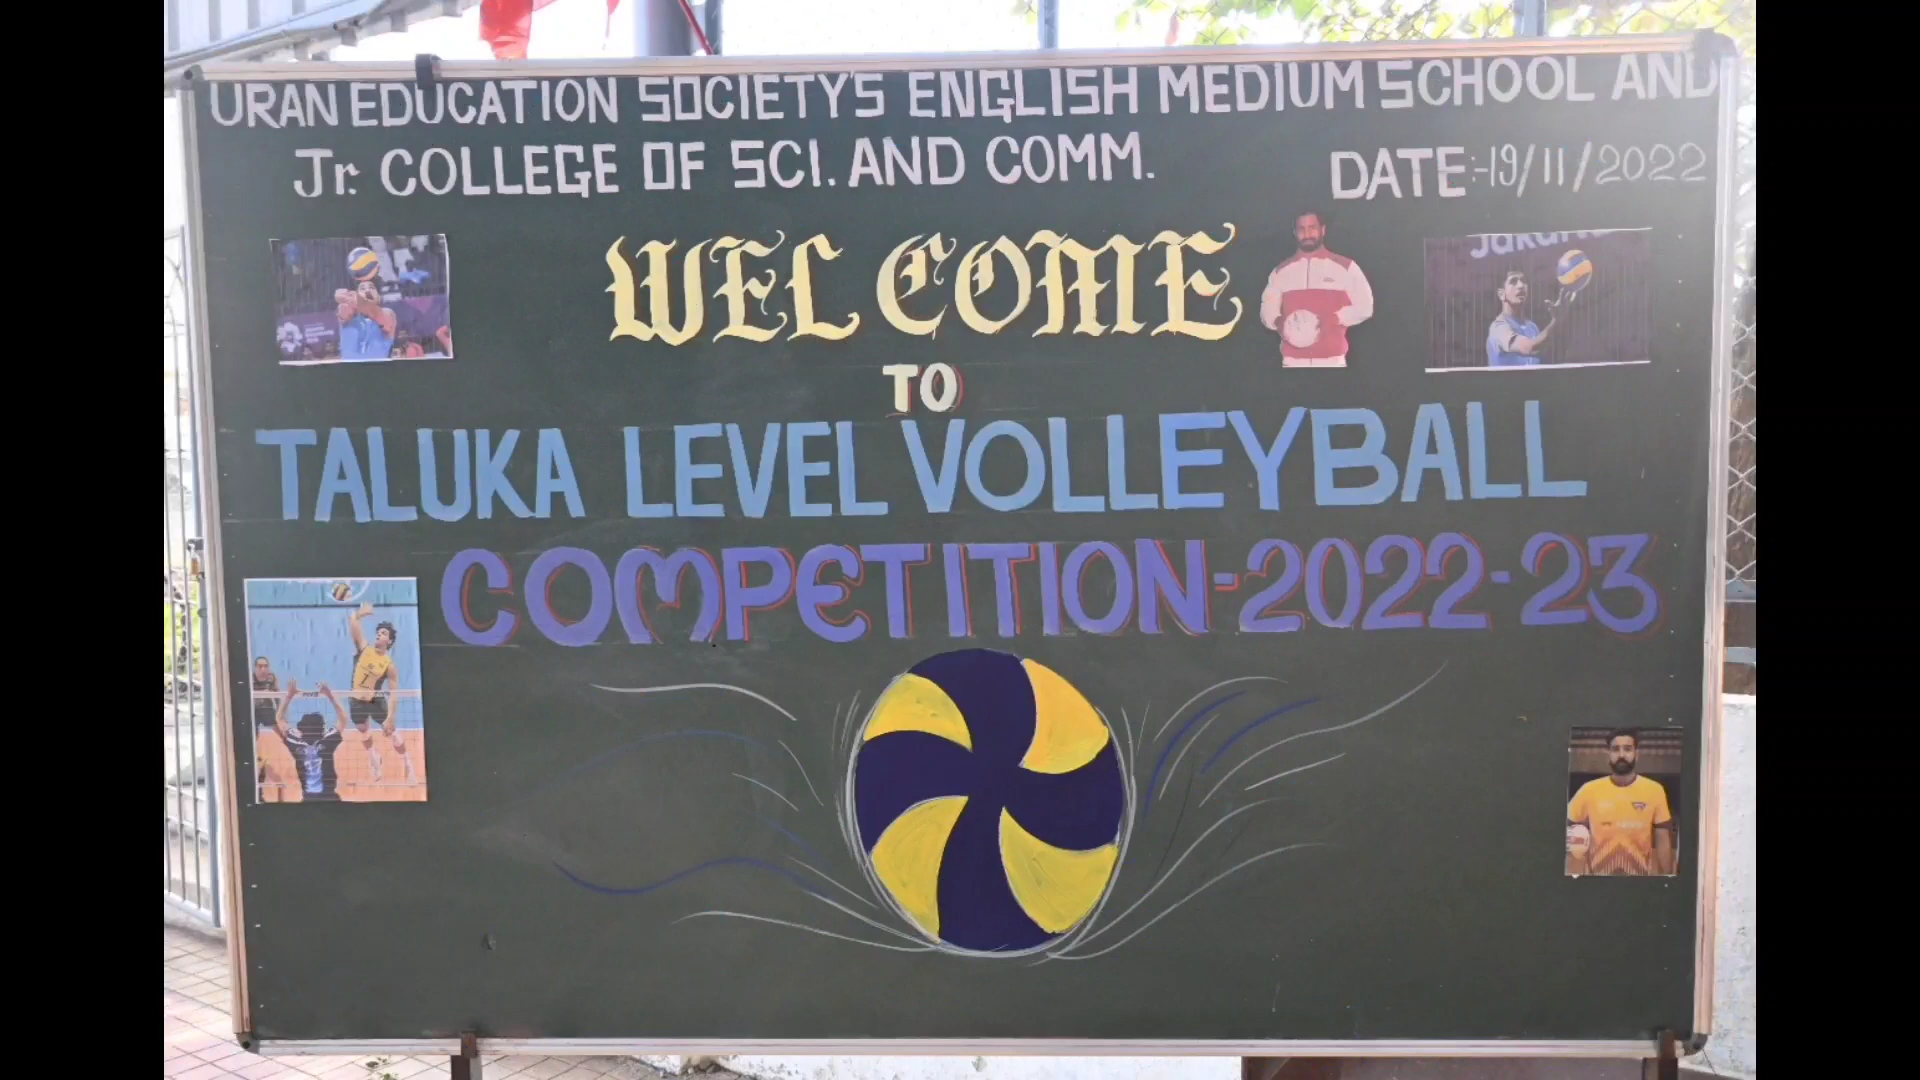 URAN EDUCATION SOCIETY'S ENGLISH MEDIUM SCHOOL AND
Jr. COLLEGE OF SCI. AND COMM.
DATE:-19/11/2022
WELCOME
TO
TALUKA LEVEL VOLLEYBALL
COMPETITION-2022-23